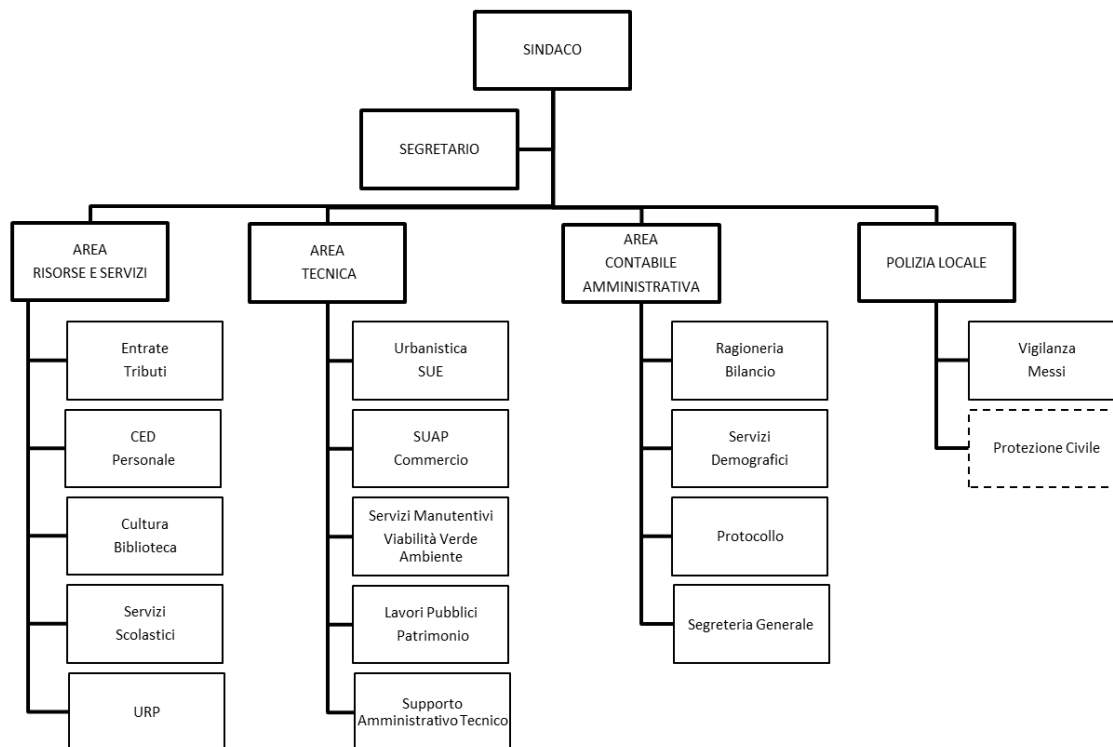 SINDACO
SEGRETARIO
AREA
RISORSE E SERVIZI
Entrate
Tributi
CED
Personale
Cultura
Biblioteca
Servizi
Scolastici
URP
AREA
TECNICA
Urbanistica
SUE
SUAP
Commercio
Servizi Manutentivi
Viabilità Verde
Ambiente
Lavori Pubblici
Patrimonio
Supporto
Amministrativo Tecnico
AREA
CONTABILE
AMMINISTRATIVA
Ragioneria
Bilancio
Servizi
Demografici
Protocollo
Segreteria Generale
POLIZIA LOCALE
Vigilanza
Messi
Protezione Civile